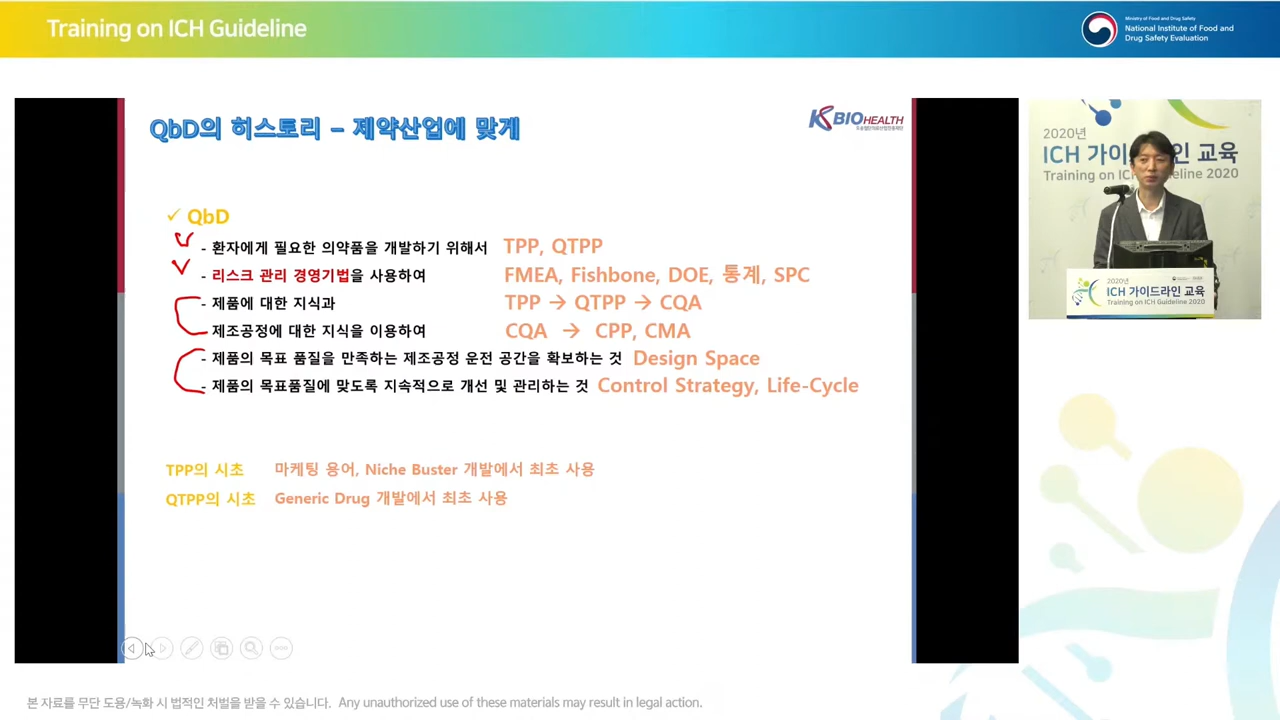 Training on ICH Guideline
Ministry of Food and Drug Safety
National Institute of Food and
Drug Safety Evaluation
QbD의 히스토리 – 제약산업에 맞게
KBIOHEALTH
✓ QbD
- 환자에게 필요한 의약품을 개발하기 위해서 TPP, QTPP
- 리스크 관리 경영기법을 사용하여 FMEA, Fishbone, DOE, 통계, SPC
- 제품에 대한 지식과 TPP → QTPP → CQA
제조공정에 대한 지식을 이용하여 CQA → CPP, CMA
- 제품의 목표 품질을 만족하는 제조공정 운전 공간을 확보하는 것 Design Space
- 제품의 목표품질에 맞도록 지속적으로 개선 및 관리하는 것 Control Strategy, Life-Cycle
TPP의 시초 마케팅 용어, Niche Buster 개발에서 최초 사용
QTPP의 시초 Generic Drug 개발에서 최초 사용
2020년
ICH 가이드라인 교육
Training on ICH Guideline 2020
2020년
ICH 가이드라인 교육
Training on ICH Guideline 2020
본 자료를 무단 도용/녹화 시 법적인 처벌을 받을 수 있습니다. Any unauthorized use of these materials may result in legal action.